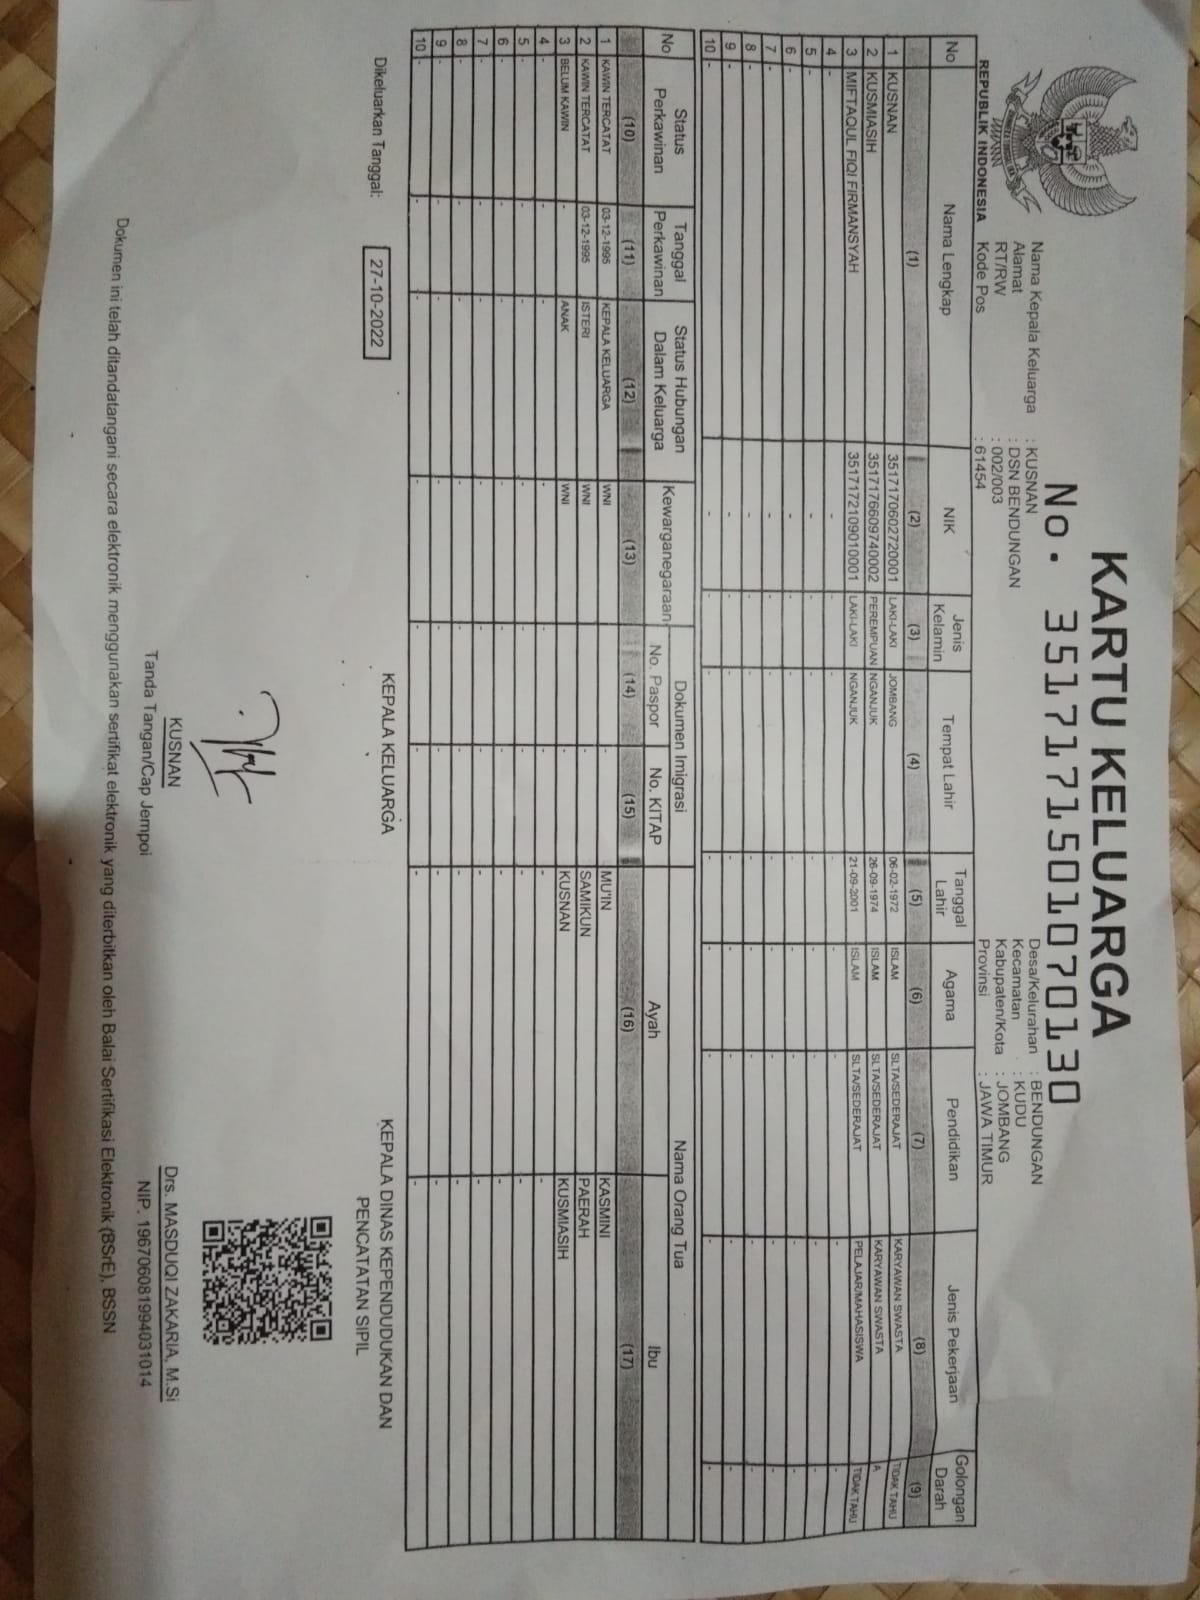 KARTU KELUARGA
No. 3517171501070130
REPUBLIK INDONESIA
Nama Kepala Keluarga : KUSNAN
Alamat : DSN BENDUNGAN
RT/RW : 002/003
Kode Pos : 61454
Desa/Kelurahan : BENDUNGAN
Kecamatan : KUDU
Kabupaten/Kota : JOMBANG
Provinsi : JAWA TIMUR
No Nama Lengkap NIK Jenis Kelamin Tempat Lahir Tanggal Lahir Agama Pendidikan Jenis Pekerjaan Golongan Darah
(1) (2) (3) (4) (5) (6) (7) (8) (9)
1 KUSNAN 3517170602720001 LAKI-LAKI JOMBANG 06-02-1972 ISLAM SLTA/SEDERAJAT KARYAWAN SWASTA TIDAK TAHU
2 KUSMIASIH 3517176609740002 PEREMPUAN NGANJUK 26-09-1974 ISLAM SLTA/SEDERAJAT KARYAWAN SWASTA A
3 MIFTAQUL FIQI FIRMANSYAH 3517172109010001 LAKI-LAKI NGANJUK 21-09-2001 ISLAM SLTA/SEDERAJAT PELAJAR/MAHASISWA TIDAK TAHU
4 - - - - - - - - -
5 - - - - - - - - -
6 - - - - - - - - -
7 - - - - - - - - -
8 - - - - - - - - -
9 - - - - - - - - -
10 - - - - - - - - -
No Status Perkawinan Tanggal Perkawinan Status Hubungan Dalam Keluarga Kewarganegaraan Dokumen Imigrasi Nama Orang Tua
No. Paspor No. KITAP Ayah Ibu
(10) (11) (12) (13) (14) (15) (16) (17)
1 KAWIN TERCATAT 03-12-1995 KEPALA KELUARGA WNI - MU'IN KASMINI
2 KAWIN TERCATAT 03-12-1995 ISTERI WNI - SAMIKUN PAERAH
3 BELUM KAWIN - ANAK WNI - KUSNAN KUSMIASIH
4 - - - - - - - -
5 - - - - - - - -
6 - - - - - - - -
7 - - - - - - - -
8 - - - - - - - -
9 - - - - - - - -
10 - - - - - - - -
Dikeluarkan Tanggal: 27-10-2022
KEPALA KELUARGA
KUSNAN
Tanda Tangan/Cap Jempol
KEPALA DINAS KEPENDUDUKAN DAN
PENCATATAN SIPIL
Drs. MASDUQI ZAKARIA, M.Si
NIP. 196706081994031014
Dokumen ini telah ditandatangani secara elektronik menggunakan sertifikat elektronik yang diterbitkan oleh Balai Sertifikasi Elektronik (BSrE), BSSN